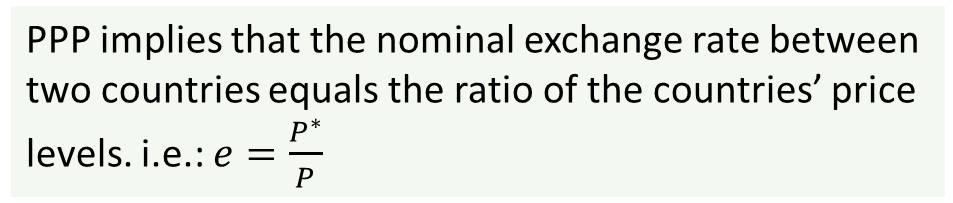 PPP implies that the nominal exchange rate between
two countries equals the ratio of the countries’ price
levels. i.e.: e = P*/P